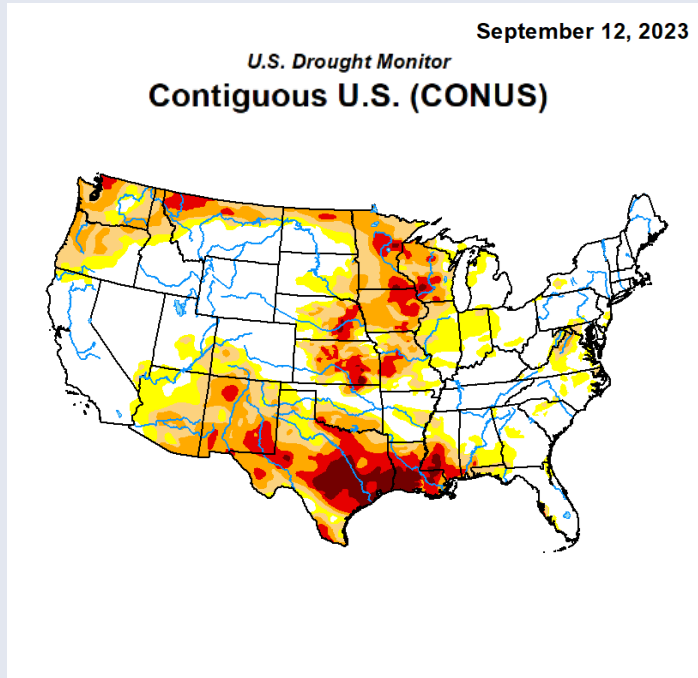 September 12, 2023
U.S. Drought Monitor
Contiguous U.S. (CONUS)